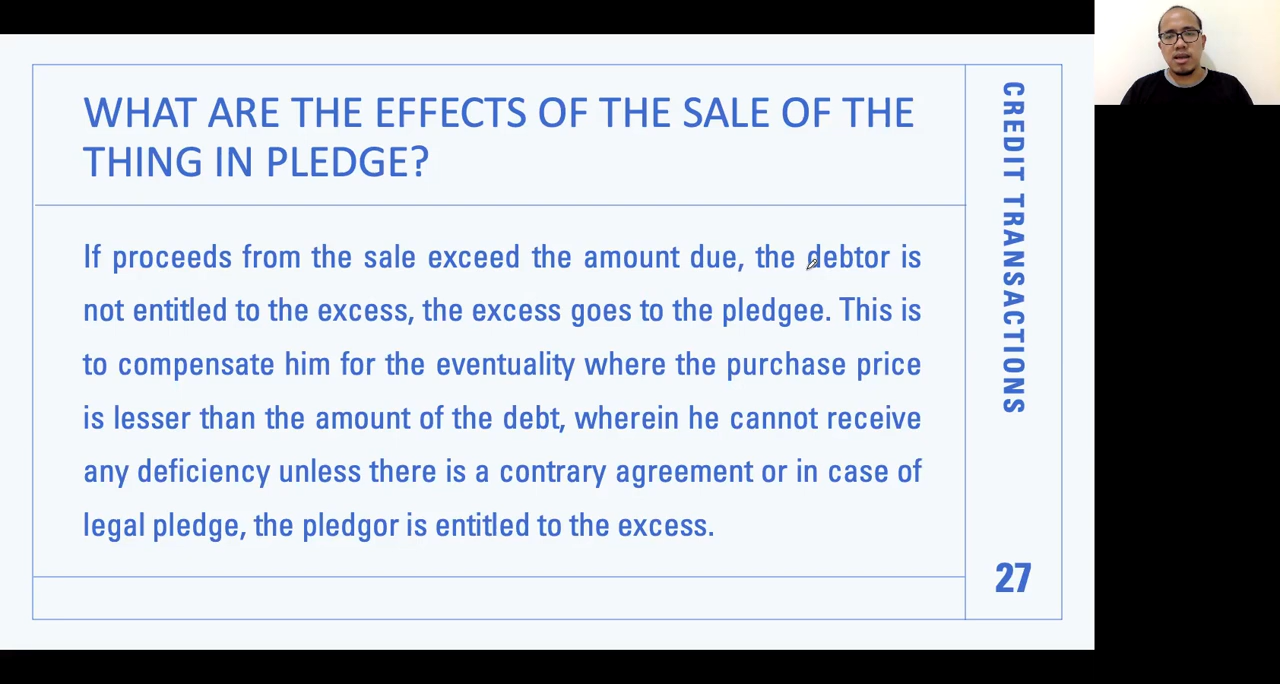 WHAT ARE THE EFFECTS OF THE SALE OF THE
THING IN PLEDGE?
If proceeds from the sale exceed the amount due, the debtor is
not entitled to the excess, the excess goes to the pledgee. This is
to compensate him for the eventuality where the purchase price
is lesser than the amount of the debt, wherein he cannot receive
any deficiency unless there is a contrary agreement or in case of
legal pledge, the pledgor is entitled to the excess.
CREDIT TRANSACTIONS
27